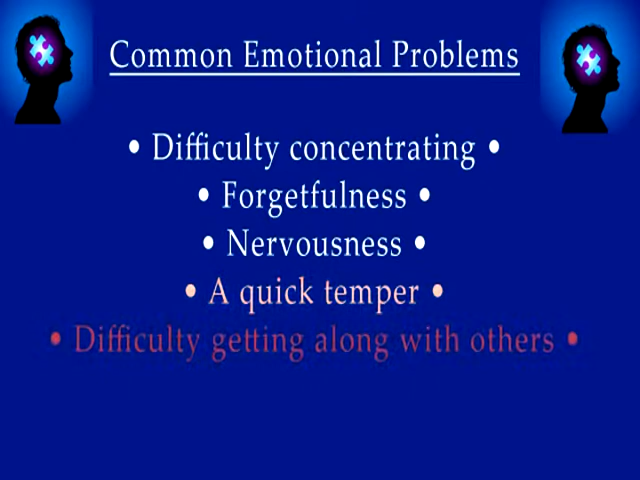 Common Emotional Problems
• Difficulty concentrating •
• Forgetfulness •
• Nervousness •
• A quick temper •
• Difficulty getting along with others •